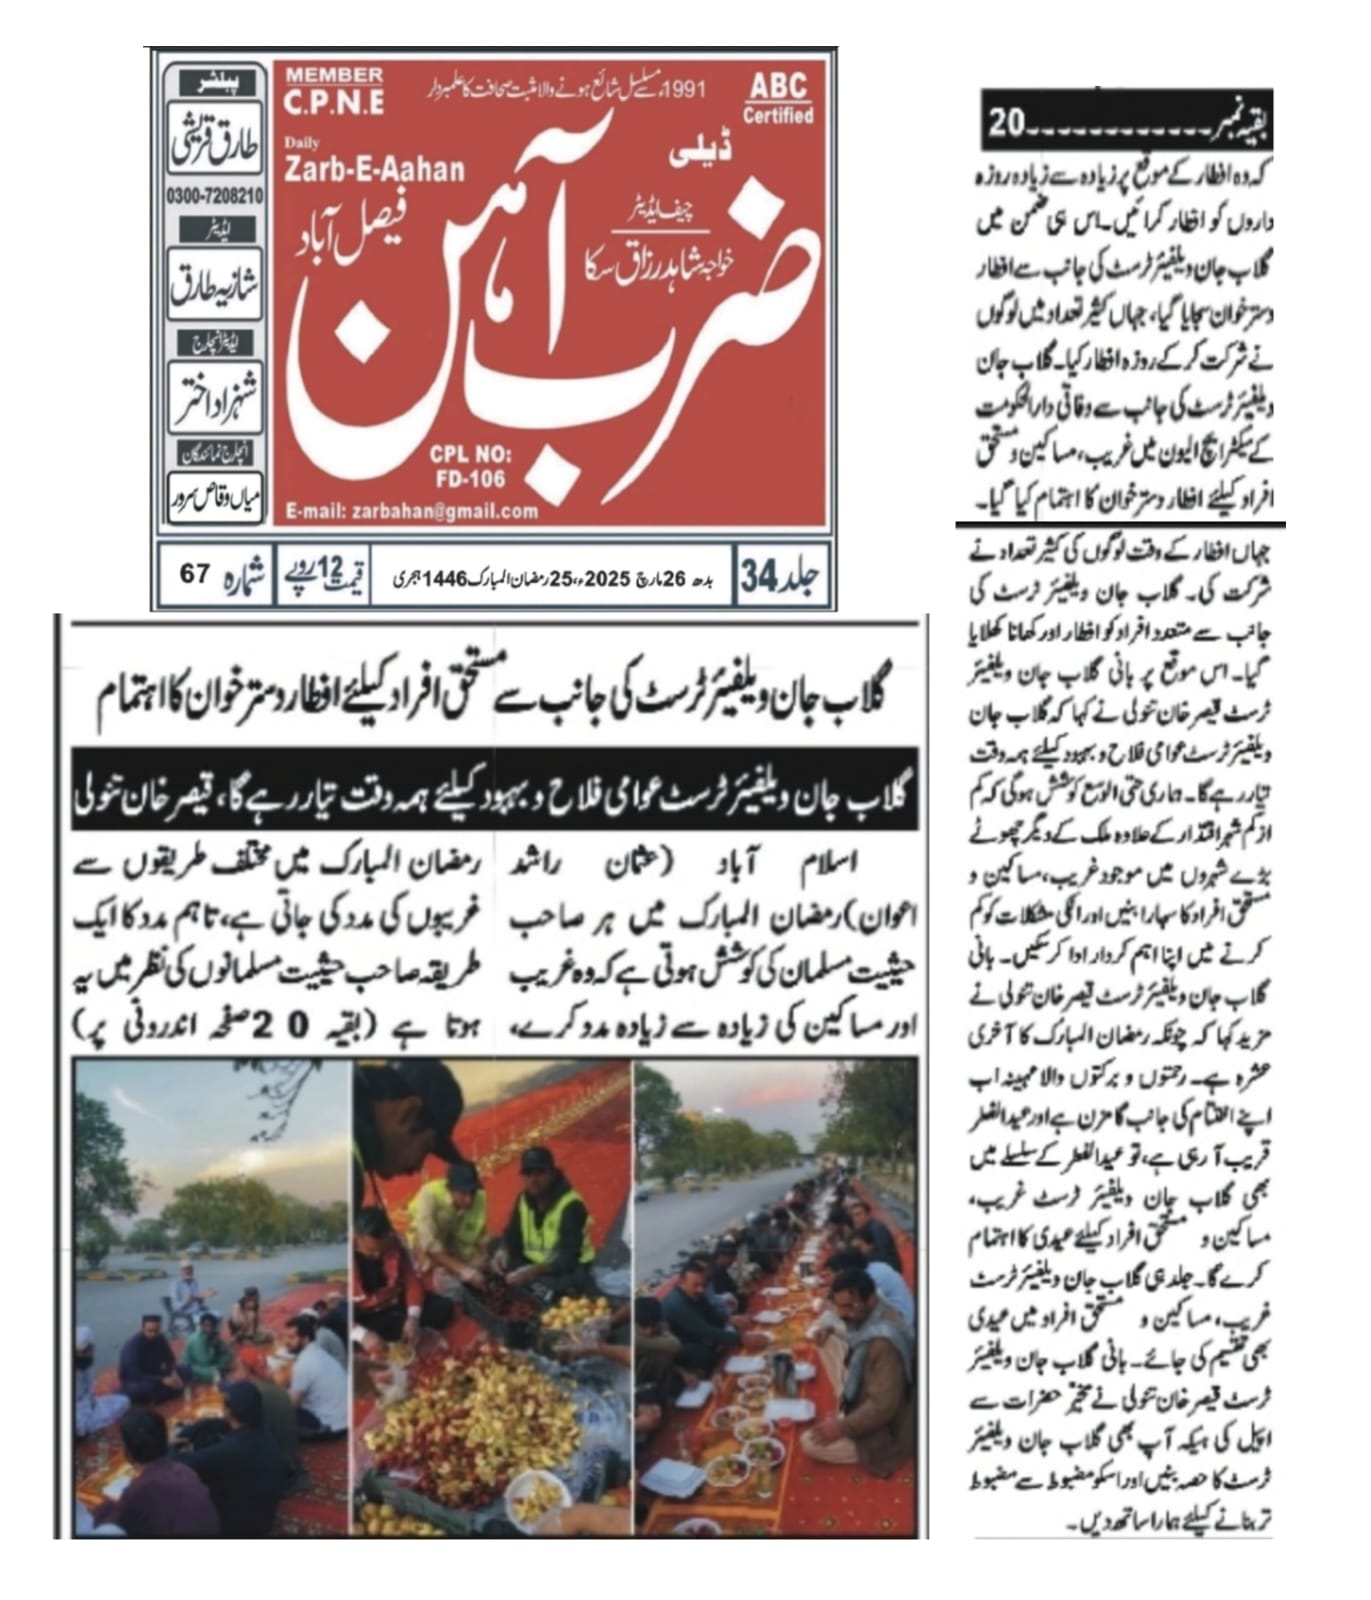 پبلشر
طارق قریشی
0300-7208210
ایڈیٹر
شازیہ طارق
ایڈیٹر انچارج
شہزاد اختر
انچارج نمائندگان
میاں وقاص سرور
MEMBER
C.P.N.E
1991ء سے مسلسل شائع ہونے والا مثبت صحافت کا علمبردار
ABC
Certified
Daily
Zarb-E-Aahan
ڈیلی
ضرب آہن
فیصل آباد
چیف ایڈیٹر
خواجہ شاہد رزاق سکا
CPL NO:
FD-106
E-mail: zarbahan@gmail.com
جلد 34
بدھ 26 مارچ 2025ء، 25 رمضان المبارک 1446 ہجری
قیمت 12 روپے
شمارہ 67
گلاب جان ویلفیئر ٹرسٹ کی جانب سے مستحق افراد کیلئے افطار دستر خوان کا اہتمام
گلاب جان ویلفیئر ٹرسٹ عوامی فلاح و بہبود کیلئے ہمہ وقت تیار رہے گا، قیصر خان تنولی
اسلام آباد (عثمان راشد
اعوان) رمضان المبارک میں ہر صاحب
حیثیت مسلمان کی کوشش ہوتی ہے کہ وہ غریب
اور مساکین کی زیادہ سے زیادہ مدد کرے،
رمضان المبارک میں مختلف طریقوں سے
غریبوں کی مدد کی جاتی ہے، تاہم مدد کا ایک
طریقہ صاحب حیثیت مسلمانوں کی نظر میں یہ
ہوتا ہے (بقیہ 20 صفحہ اندرونی پر)
بقیہ نمبر------------20
کہ وہ افطار کے موقع پر زیادہ سے زیادہ روزہ
داروں کو افطار کرائیں۔ اس ہی ضمن میں
گلاب جان ویلفیئر ٹرسٹ کی جانب سے افطار
دستر خوان سجایا گیا، جہاں کثیر تعداد میں لوگوں
نے شرکت کر کے روزہ افطار کیا۔ گلاب جان
ویلفیئر ٹرسٹ کی جانب سے وفاقی دارالحکومت
کے سیکٹر ایچ الیون میں غریب، مساکین و مستحق
افراد کیلئے افطار دستر خوان کا اہتمام کیا گیا۔
جہاں افطار کے وقت لوگوں کی کثیر تعداد نے
شرکت کی۔ گلاب جان ویلفیئر ٹرسٹ کی
جانب سے متعدد افراد کو افطار اور کھانا کھلایا
گیا۔ اس موقع پر بانی گلاب جان ویلفیئر
ٹرسٹ قیصر خان تنولی نے کہا کہ گلاب جان
ویلفیئر ٹرسٹ عوامی فلاح و بہبود کیلئے ہمہ وقت
تیار رہے گا۔ ہماری حتی الوسع کوشش ہوگی کہ کم
از کم شہر اقتدار کے علاوہ ملک کے دیگر چھوٹے
بڑے شہروں میں موجود غریب، مساکین و
مستحق افراد کا سہارا بنیں اور انکی مشکلات کو کم
کرنے میں اپنا اہم کردار ادا کر سکیں۔ بانی
گلاب جان ویلفیئر ٹرسٹ قیصر خان تنولی نے
مزید کہا کہ چونکہ رمضان المبارک کا آخری
عشرہ ہے۔ رحمتوں و برکتوں والا مہینہ اب
اپنے اختتام کی جانب گامزن ہے اور عید الفطر
قریب آ رہی ہے، تو عید الفطر کے سلسلے میں
بھی گلاب جان ویلفیئر ٹرسٹ غریب،
مساکین و مستحق افراد کیلئے عیدی کا اہتمام
کرے گا۔ جلد ہی گلاب جان ویلفیئر ٹرسٹ
غریب، مساکین و مستحق افراد میں عیدی
بھی تقسیم کی جائے۔ بانی گلاب جان ویلفیئر
ٹرسٹ قیصر خان تنولی نے مخیر حضرات سے
اپیل کی ہیکہ آپ بھی گلاب جان ویلفیئر
ٹرسٹ کا حصہ بنیں اور اسکو مضبوط سے مضبوط
تر بنانے کیلئے ہمارا ساتھ دیں۔